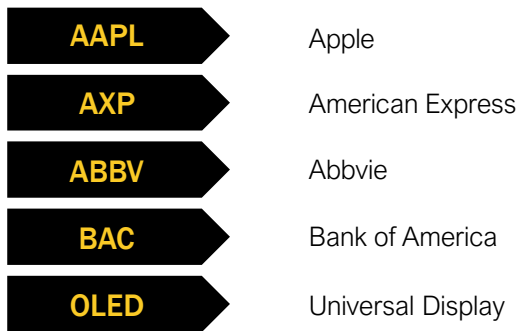 AAPL Apple
AXP American Express
ABBV Abbvie
BAC Bank of America
OLED Universal Display